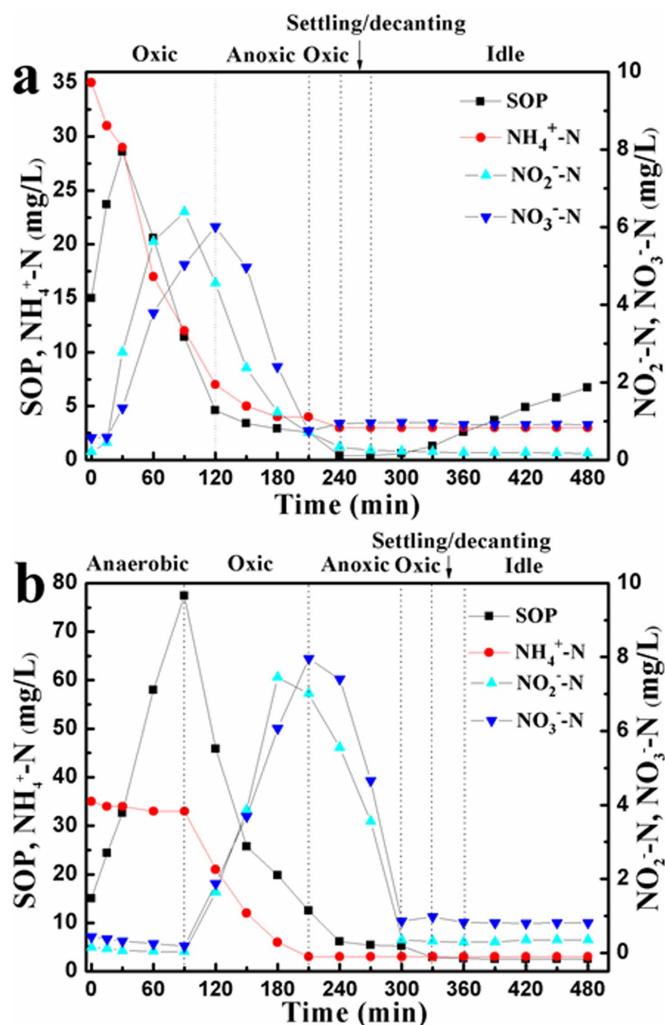 Settling/decanting
Oxic Anoxic Oxic Idle
a
35
30
25
20
15
10
5
0
SOP, NH₄⁺-N (mg/L)
10
8
6
4
2
0
NO₂⁻-N, NO₃⁻-N (mg/L)
SOP
NH₄⁺-N
NO₂⁻-N
NO₃⁻-N
0 60 120 180 240 300 360 420 480
Time (min)
Settling/decanting
Anaerobic Oxic Anoxic Oxic Idle
b
80
70
60
50
40
30
20
10
0
SOP, NH₄⁺-N (mg/L)
10
8
6
4
2
0
NO₂⁻-N, NO₃⁻-N (mg/L)
SOP
NH₄⁺-N
NO₂⁻-N
NO₃⁻-N
0 60 120 180 240 300 360 420 480
Time (min)